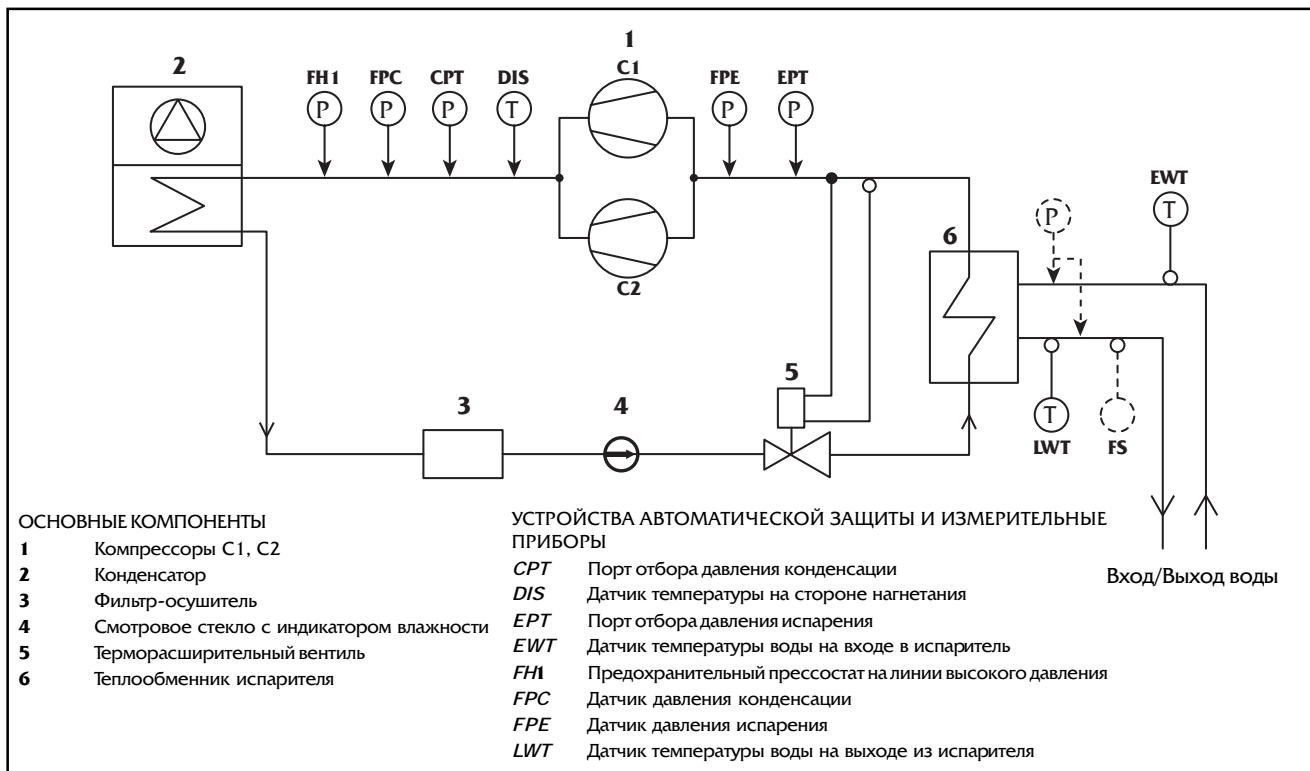 1
C1
2
FH1 FPC CPT DIS FPE EPT
P P P T P P
EWT
P T
C2
6
5
3 4
T
LWT FS
ОСНОВНЫЕ КОМПОНЕНТЫ
1 Компрессоры С1, С2
2 Конденсатор
3 Фильтр-осушитель
4 Смотровое стекло с индикатором влажности
5 Терморасширительный вентиль
6 Теплообменник испарителя
УСТРОЙСТВА АВТОМАТИЧЕСКОЙ ЗАЩИТЫ И ИЗМЕРИТЕЛЬНЫЕ
ПРИБОРЫ
CPT Порт отбора давления конденсации
DIS Датчик температуры на стороне нагнетания
EPT Порт отбора давления испарения
EWT Датчик температуры воды на входе в испаритель
FH1 Предохранительный прессостат на линии высокого давления
FPC Датчик давления конденсации
FPE Датчик давления испарения
LWT Датчик температуры воды на выходе из испарителя
Вход/Выход воды